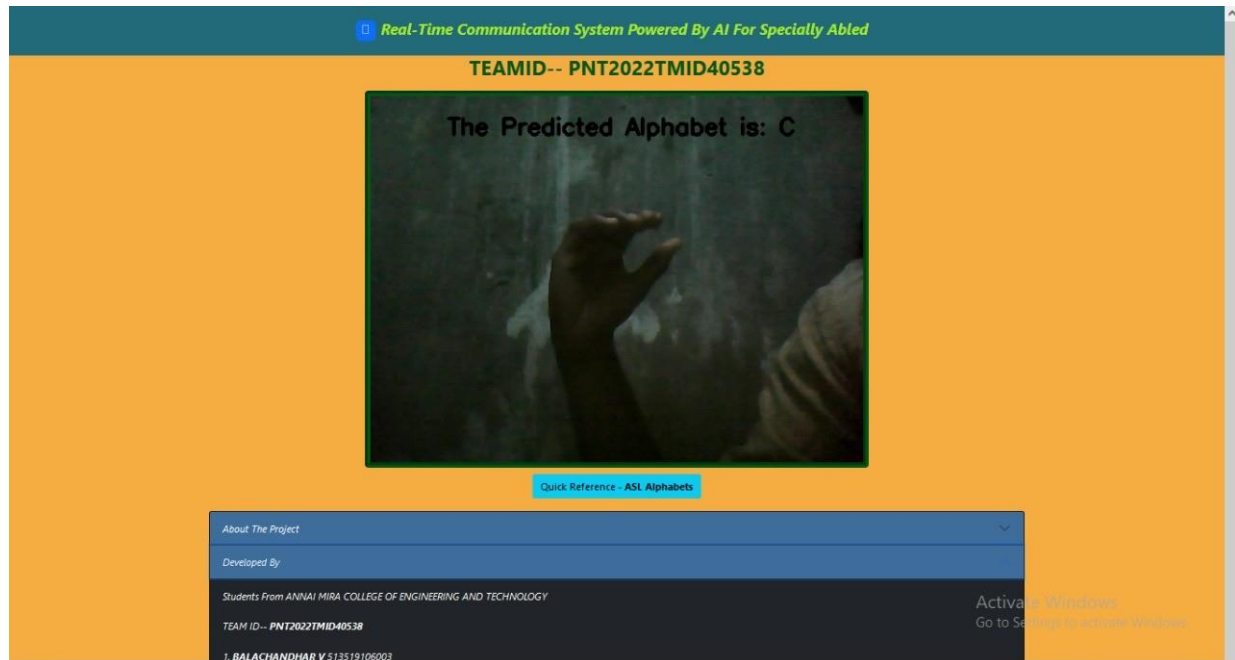 Real-Time Communication System Powered By AI For Specially Abled
TEAMID-- PNT2022TMID40538
The Predicted Alphabet is: C
Quick Reference - ASL Alphabets
About The Project
Developed By
Students From ANNAI MIRA COLLEGE OF ENGINEERING AND TECHNOLOGY
TEAM ID-- PNT2022TMID40538
1. BALACHANDHAR V 513519106003
Activate Windows
Go to Settings to activate Windows.